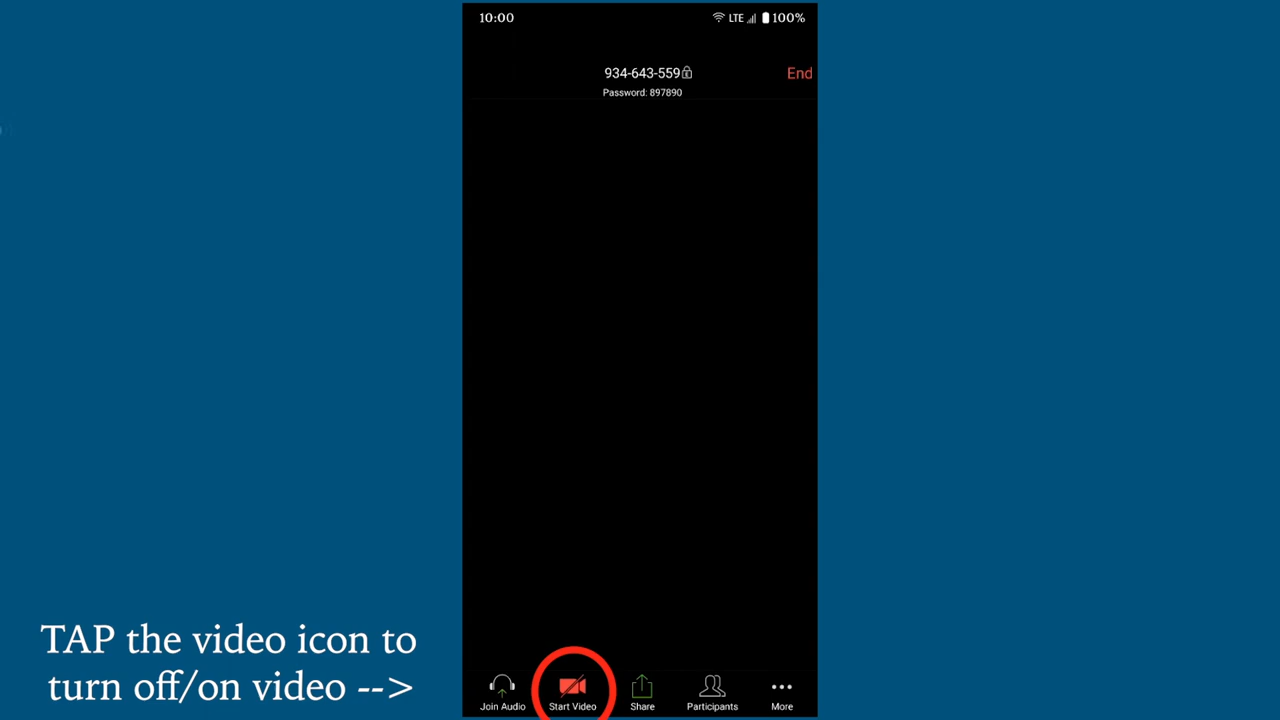 10:00 LTE 100%
934-643-559 End
Password: 897890
TAP the video icon to
turn off/on video -->
Join Audio Start Video Share Participants More